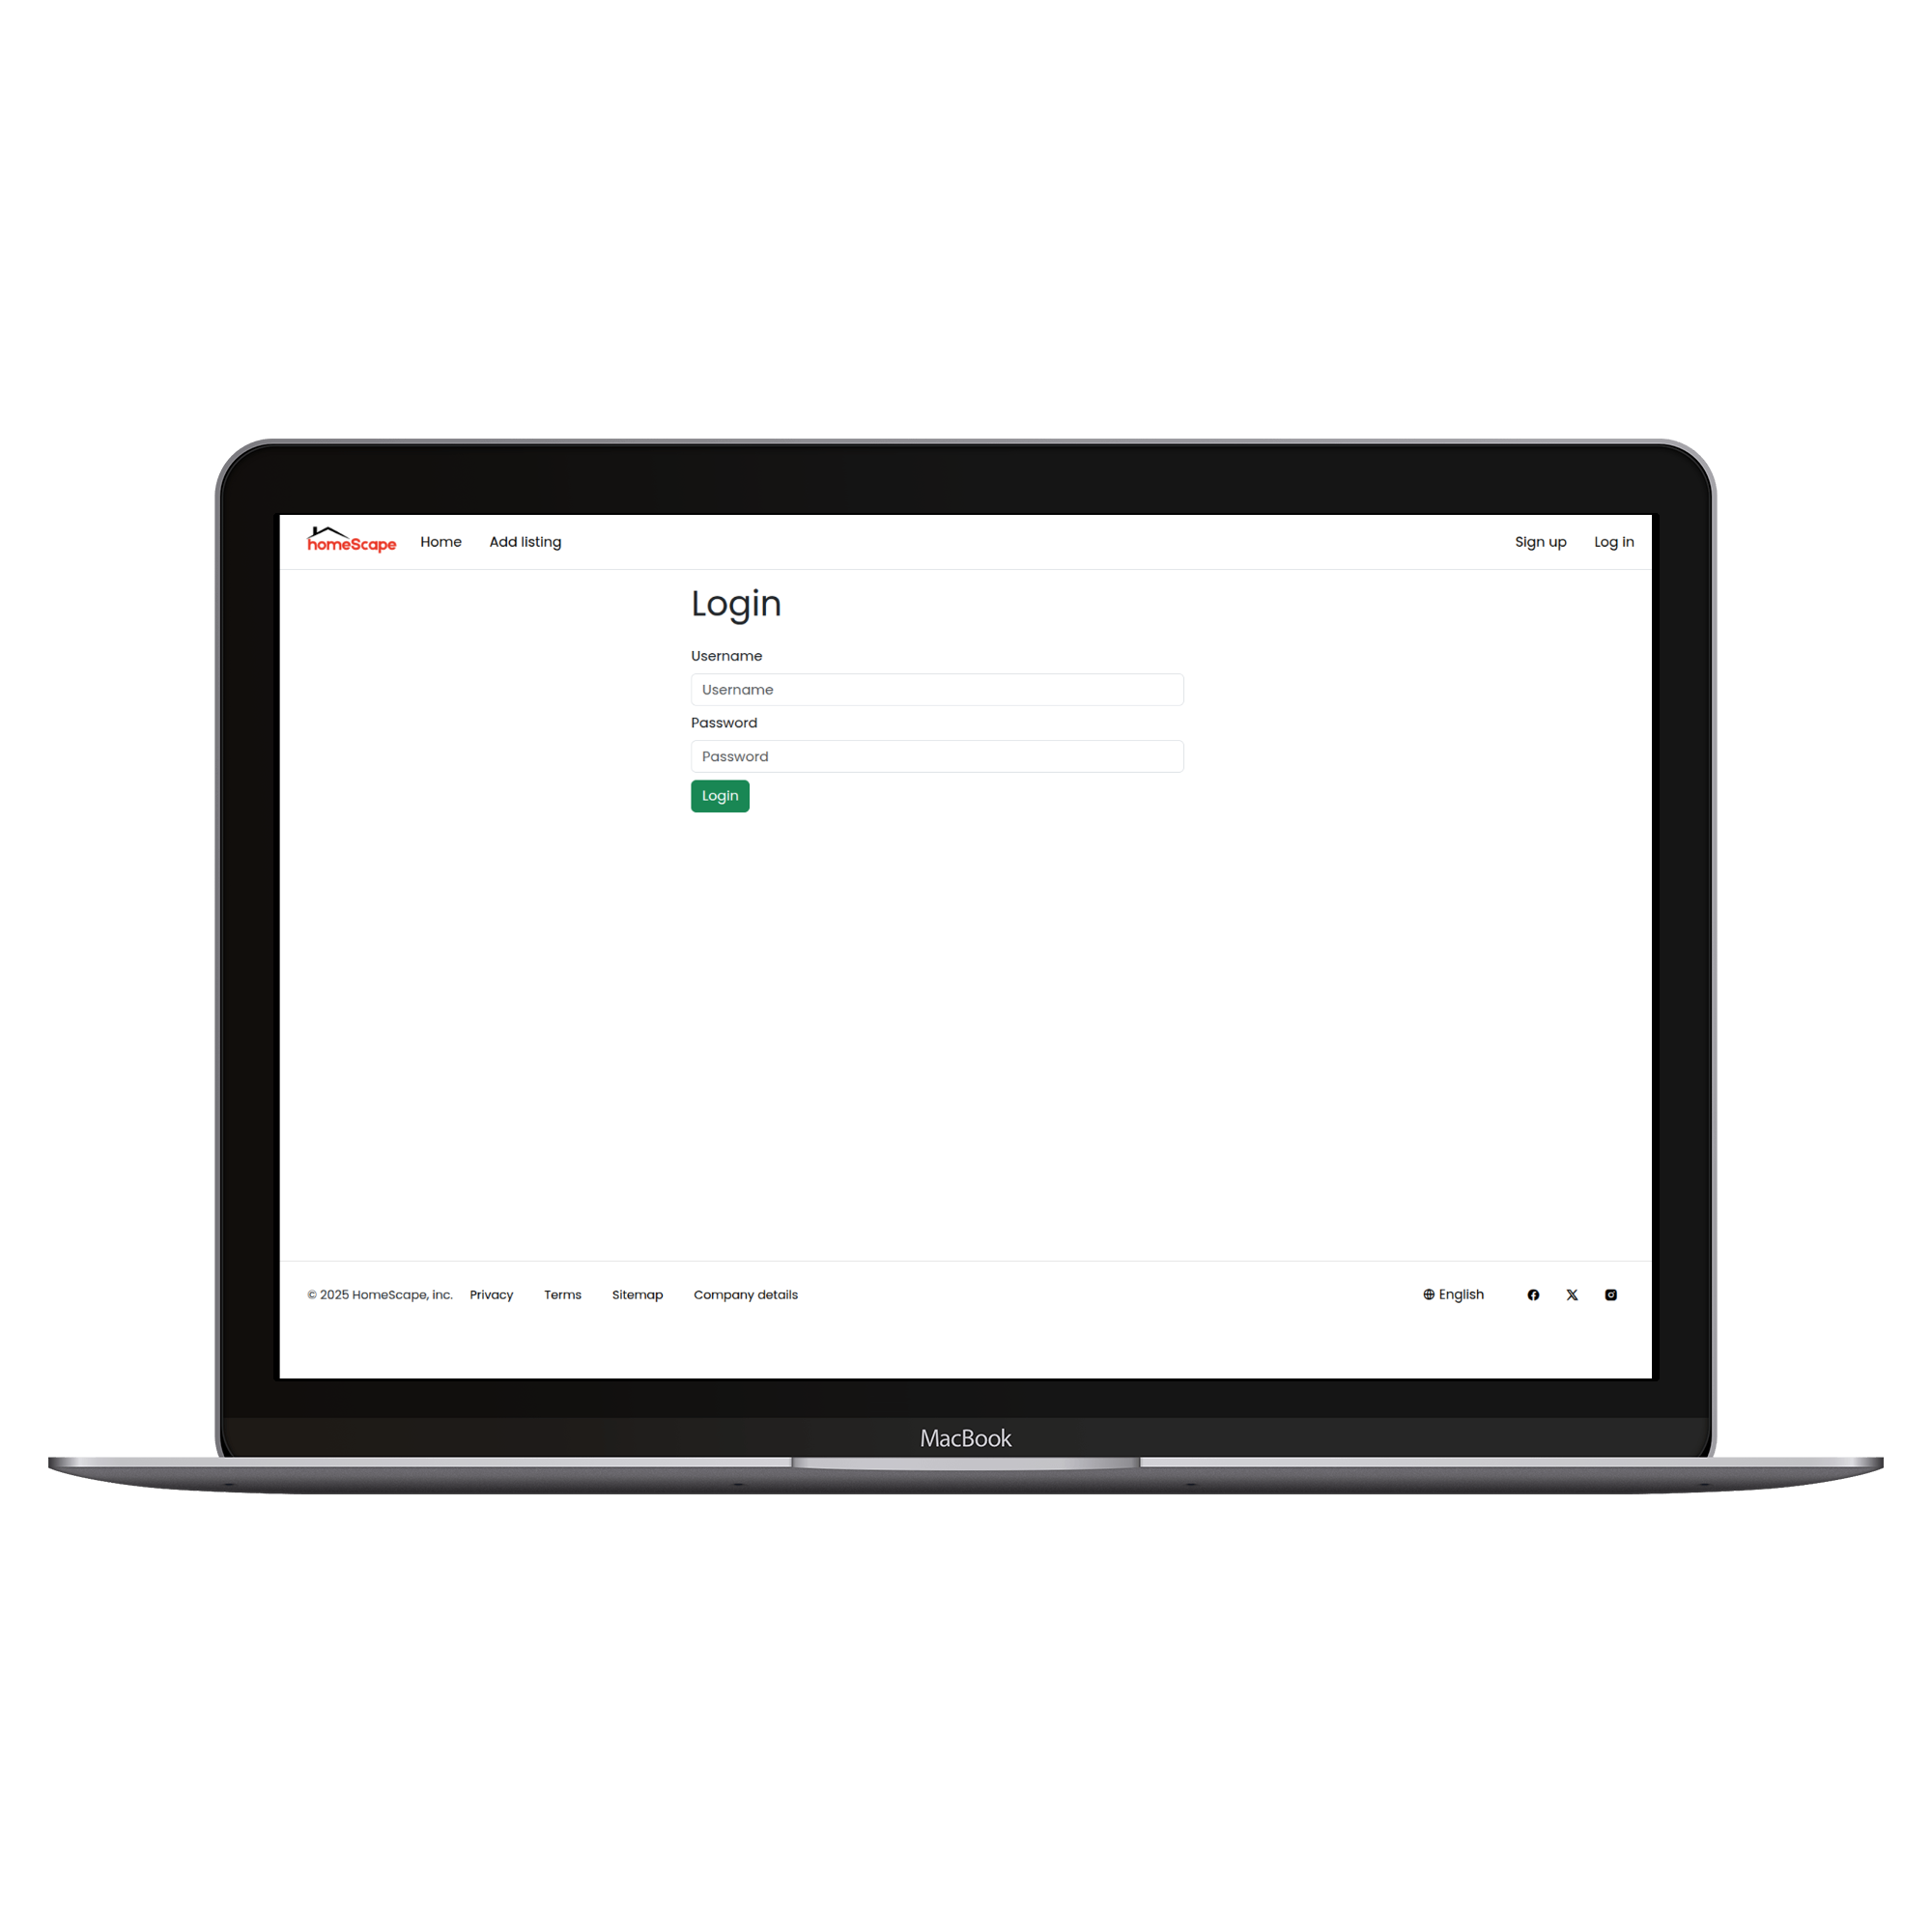 homeScape Home Add listing Sign up Log in
Login
Username
Username
Password
Password
Login
© 2025 HomeScape, inc. Privacy Terms Sitemap Company details English
MacBook